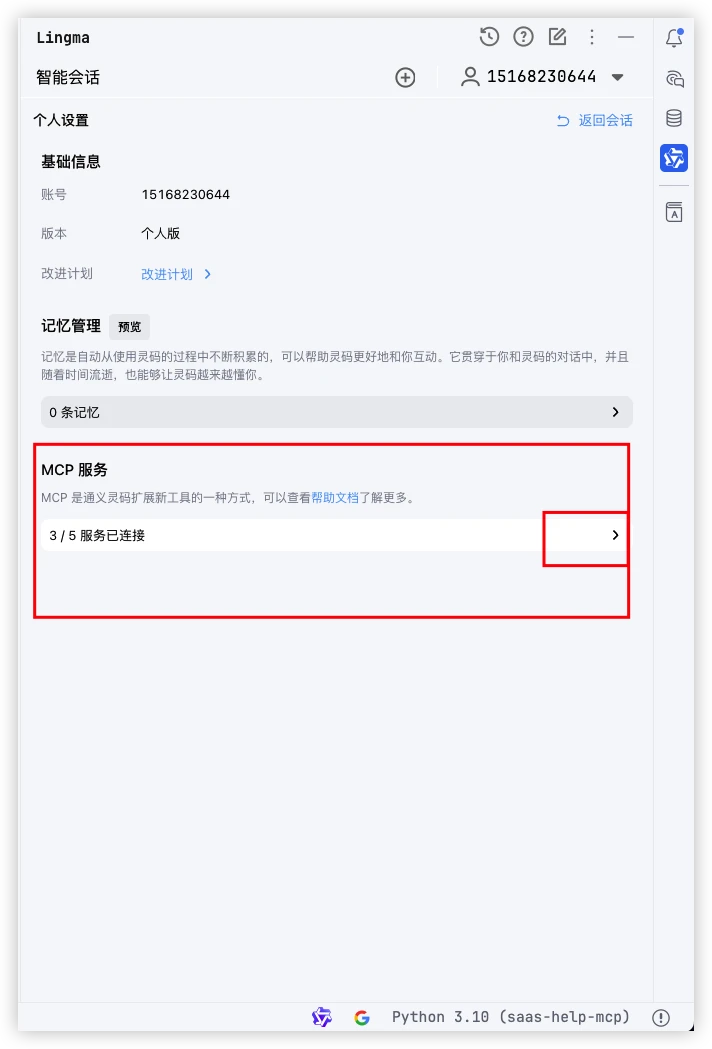 Lingma
智能会话
15168230644
个人设置
返回会话
基础信息
账号 15168230644
版本 个人版
改进计划 改进计划
记忆管理 预览
记忆是自动从使用灵码的过程中不断积累的，可以帮助灵码更好地和你互动。它贯穿于你和灵码的对话中，并且
随着时间流逝，也能够让灵码越来越懂你。
0 条记忆
MCP 服务
MCP 是通义灵码扩展新工具的一种方式，可以查看帮助文档了解更多。
3 / 5 服务已连接
Python 3.10 (saas-help-mcp)